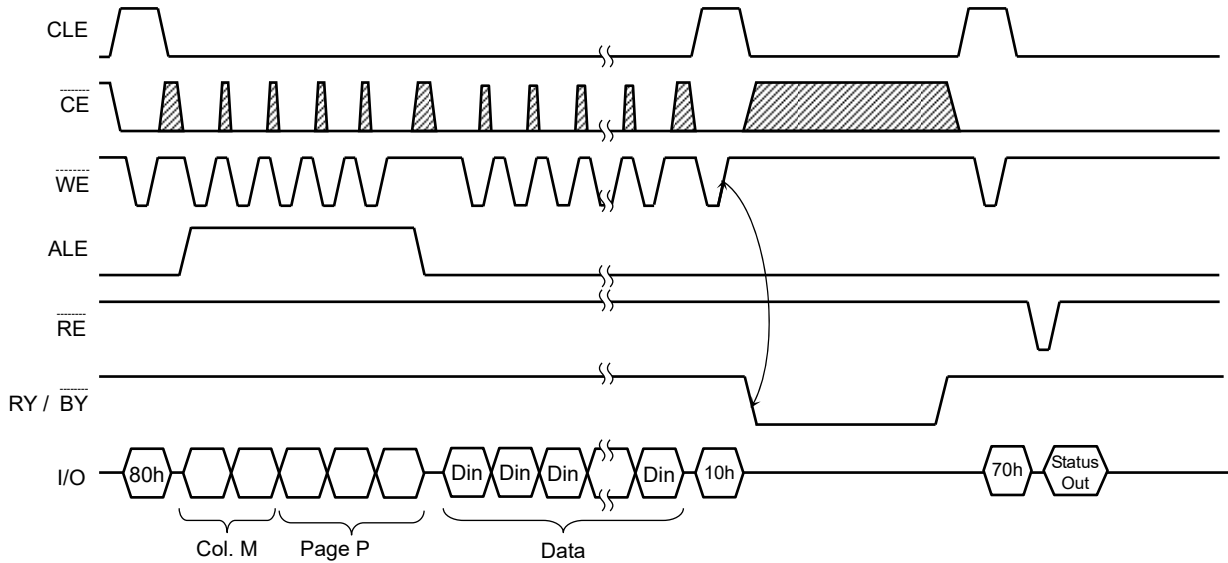 CLE
CE
WE
ALE
RE
RY / BY
I/O
80h
Din
Din
Din
Din
10h
70h
Status
Out
Col. M
Page P
Data